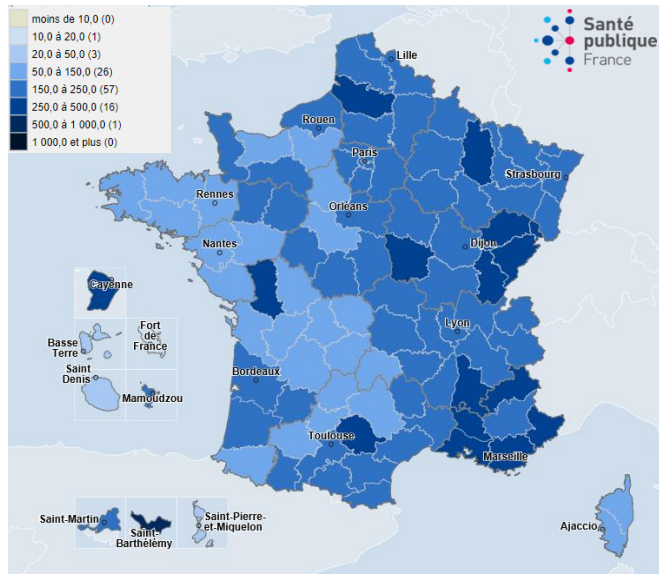 moins de 10,0 (0)
10,0 à 20,0 (1)
20,0 à 50,0 (3)
50,0 à 150,0 (26)
150,0 à 250,0 (57)
250,0 à 500,0 (16)
500,0 à 1 000,0 (1)
1 000,0 et plus (0)
Santé
publique
France
Lille
Rouen
Paris
Strasbourg
Rennes
Orléans
Nantes
Dijon
Cayenne
Lyon
Basse
Terre
Fort
de
France
Saint
Denis
Mamoudzou
Bordeaux
Toulouse
Marseille
Saint-Martin
Saint-
Barthélémy
Saint-Pierre-
et-Miquelon
Ajaccio